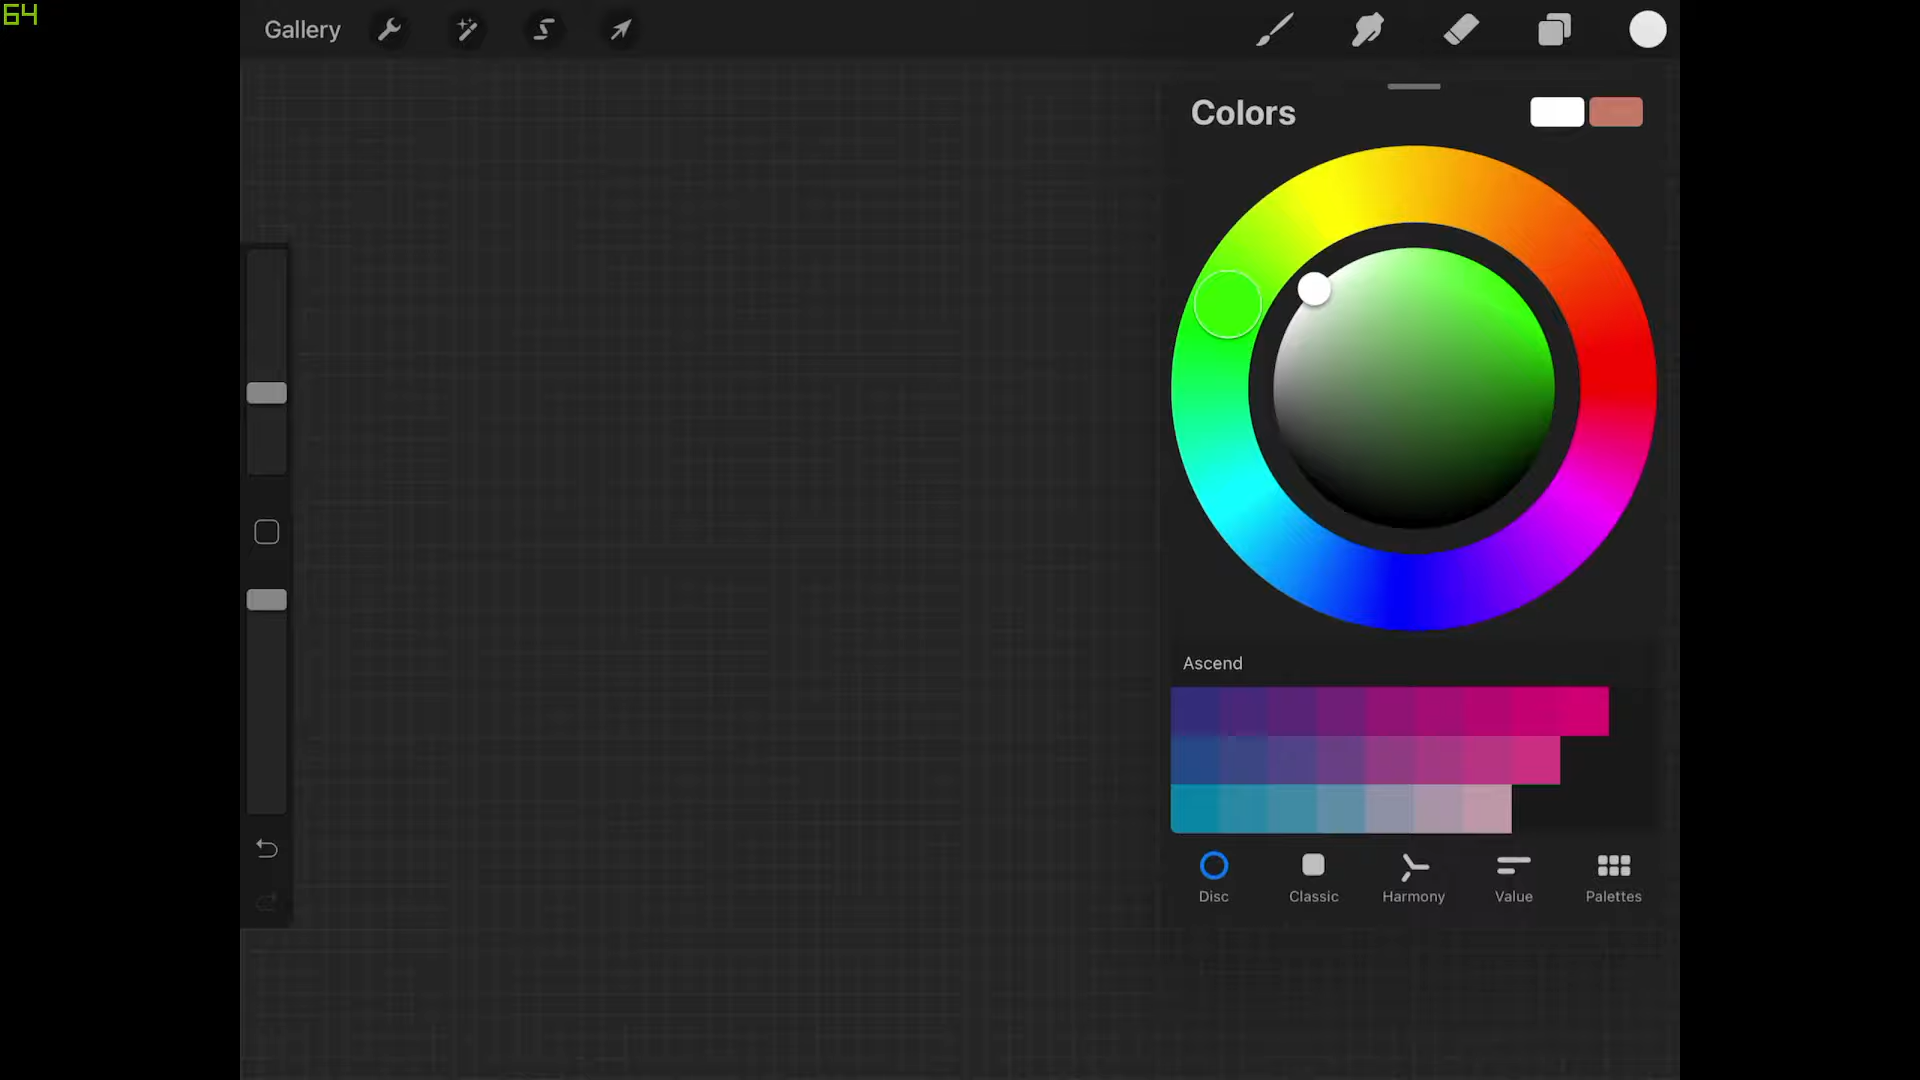 64
Gallery
Colors
Ascend
Disc
Classic
Harmony
Value
Palettes